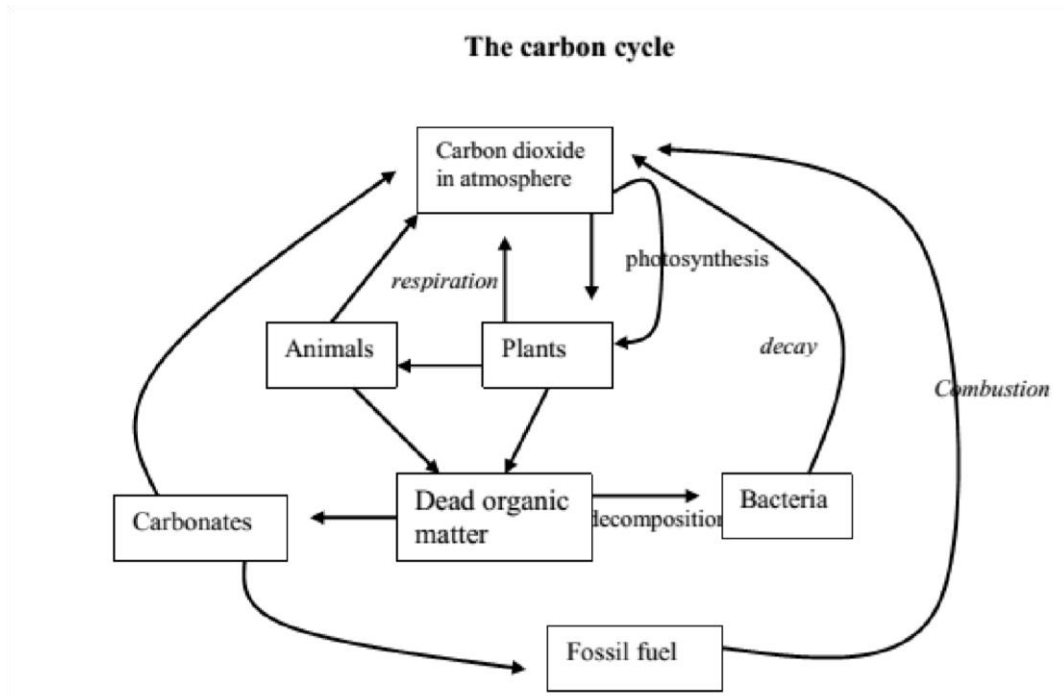 The carbon cycle
Carbon dioxide
in atmosphere
photosynthesis
respiration
Animals
Plants
decay
Combustion
Dead organic
matter
decomposition
Bacteria
Carbonates
Fossil fuel